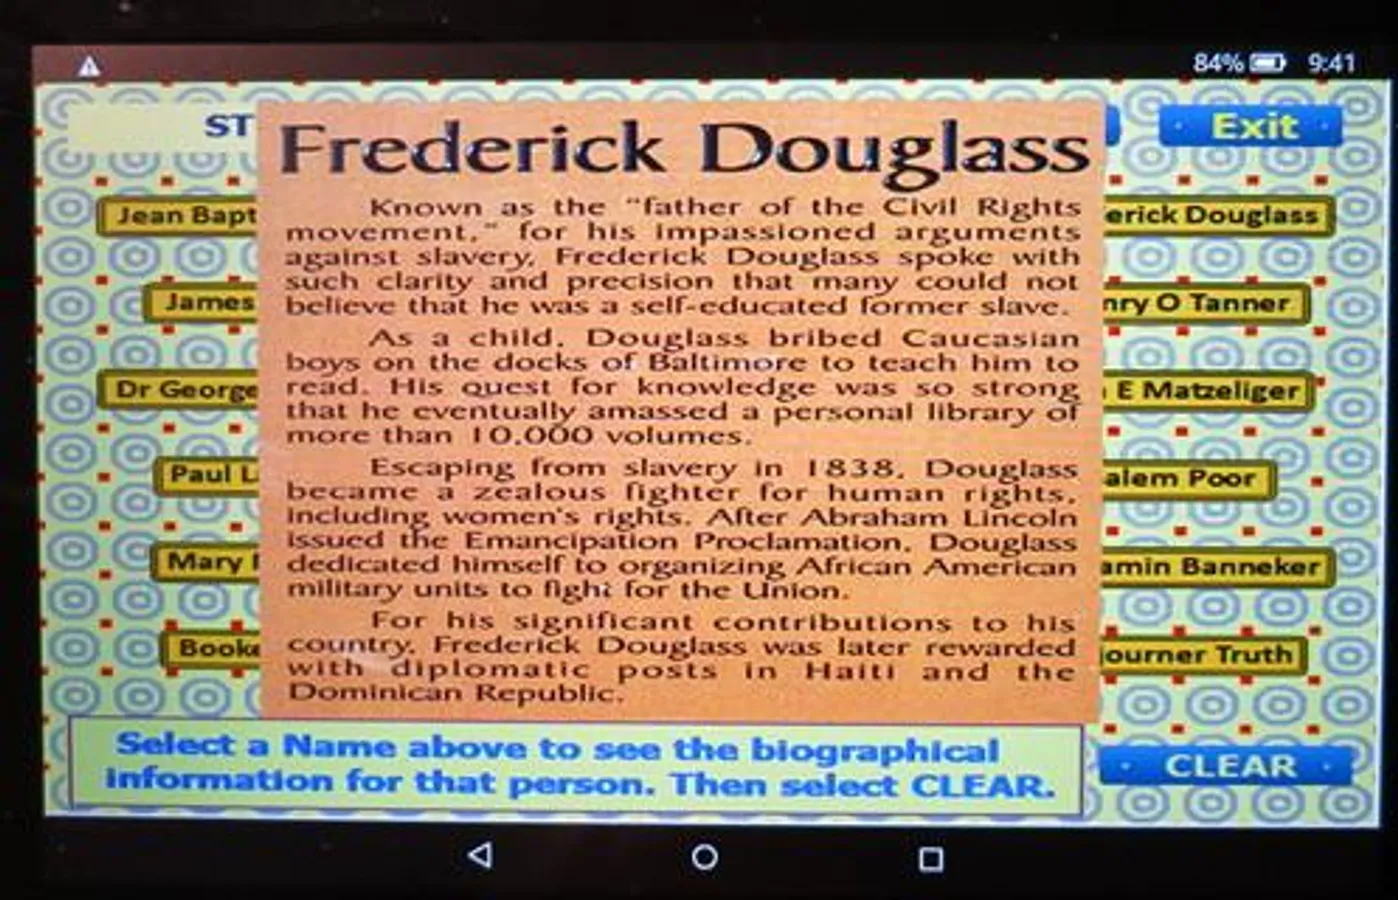 84% 9:41
ST
Exit
Frederick Douglass
Known as the "father of the Civil Rights
movement," for his impassioned arguments
against slavery, Frederick Douglass spoke with
such clarity and precision that many could not
believe that he was a self-educated former slave.
As a child, Douglass bribed Caucasian
boys on the docks of Baltimore to teach him to
read. His quest for knowledge was so strong
that he eventually amassed a personal library of
more than 10,000 volumes.
Escaping from slavery in 1838, Douglass
became a zealous fighter for human rights,
including women's rights. After Abraham Lincoln
issued the Emancipation Proclamation, Douglass
dedicated himself to organizing African American
military units to fight for the Union.
For his significant contributions to his
country, Frederick Douglass was later rewarded
with diplomatic posts in Haiti and the
Dominican Republic.
Jean Bapt
James
Dr George
Paul L
Mary
Booke
erick Douglass
nry O Tanner
E Matzeliger
alem Poor
amin Banneker
journer Truth
Select a Name above to see the biographical
information for that person. Then select CLEAR.
CLEAR